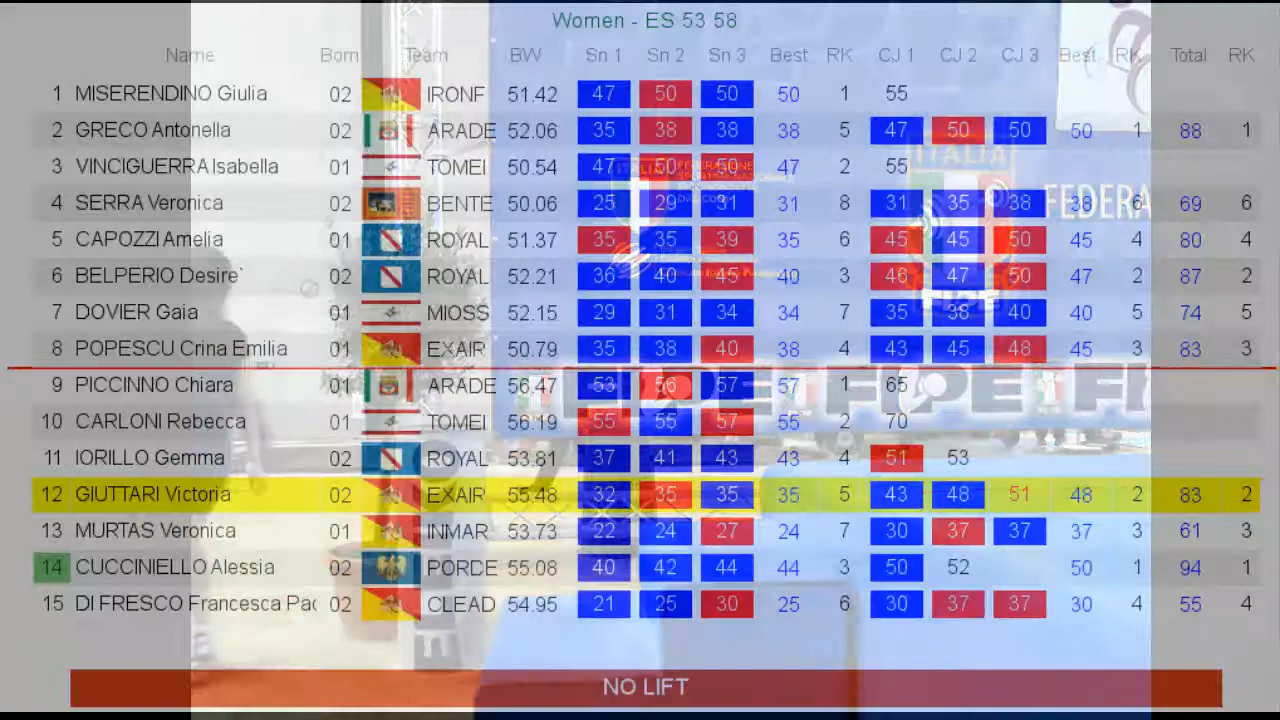 Women - ES 53 58
Name Born Team BW Sn 1 Sn 2 Sn 3 Best RK CJ 1 CJ 2 CJ 3 Best RK Total RK
1 MISERENDINO Giulia 02 IRONF 51.42 47 50 50 50 1 55
2 GRECO Antonella 02 ARADE 52.06 35 38 38 38 5 47 50 50 50 1 88 1
ITALIA
3 VINCIGUERRA Isabella 01 TOMEI 50.54 47 50 50 47 2 55
4 SERRA Veronica 02 BENTE 50.06 25 29 31 31 8 31 35 38 38 6 69 6
FEDERA
5 CAPOZZI Amelia 01 ROYAL 51.37 35 35 39 35 6 45 45 50 45 4 80 4
6 BELPERIO Desire` 02 ROYAL 52.21 36 40 45 40 3 46 47 50 47 2 87 2
7 DOVIER Gaia 01 MIOSS 52.15 29 31 34 34 7 35 38 40 40 5 74 5
FIPE
8 POPESCU Crina Emilia 01 EXAIR 50.79 35 38 40 38 4 43 45 48 45 3 83 3
9 PICCINNO Chiara 01 ARADE 56.47 53 56 57 57 1 65
FIPE FIPE FI
10 CARLONI Rebecca 01 TOMEI 56.19 55 55 57 55 2 70
11 IORILLO Gemma 02 ROYAL 53.81 37 41 43 43 4 51 53
12 GIUTTARI Victoria 02 EXAIR 55.48 32 35 35 35 5 43 48 51 48 2 83 2
13 MURTAS Veronica 01 INMAR 53.73 22 24 27 24 7 30 37 37 37 3 61 3
14 CUCCINIELLO Alessia 02 PORDE 55.08 40 42 44 44 3 50 52 50 1 94 1
15 DI FRESCO Francesca Pac 02 CLEAD 54.95 21 25 30 25 6 30 37 37 30 4 55 4
NO LIFT